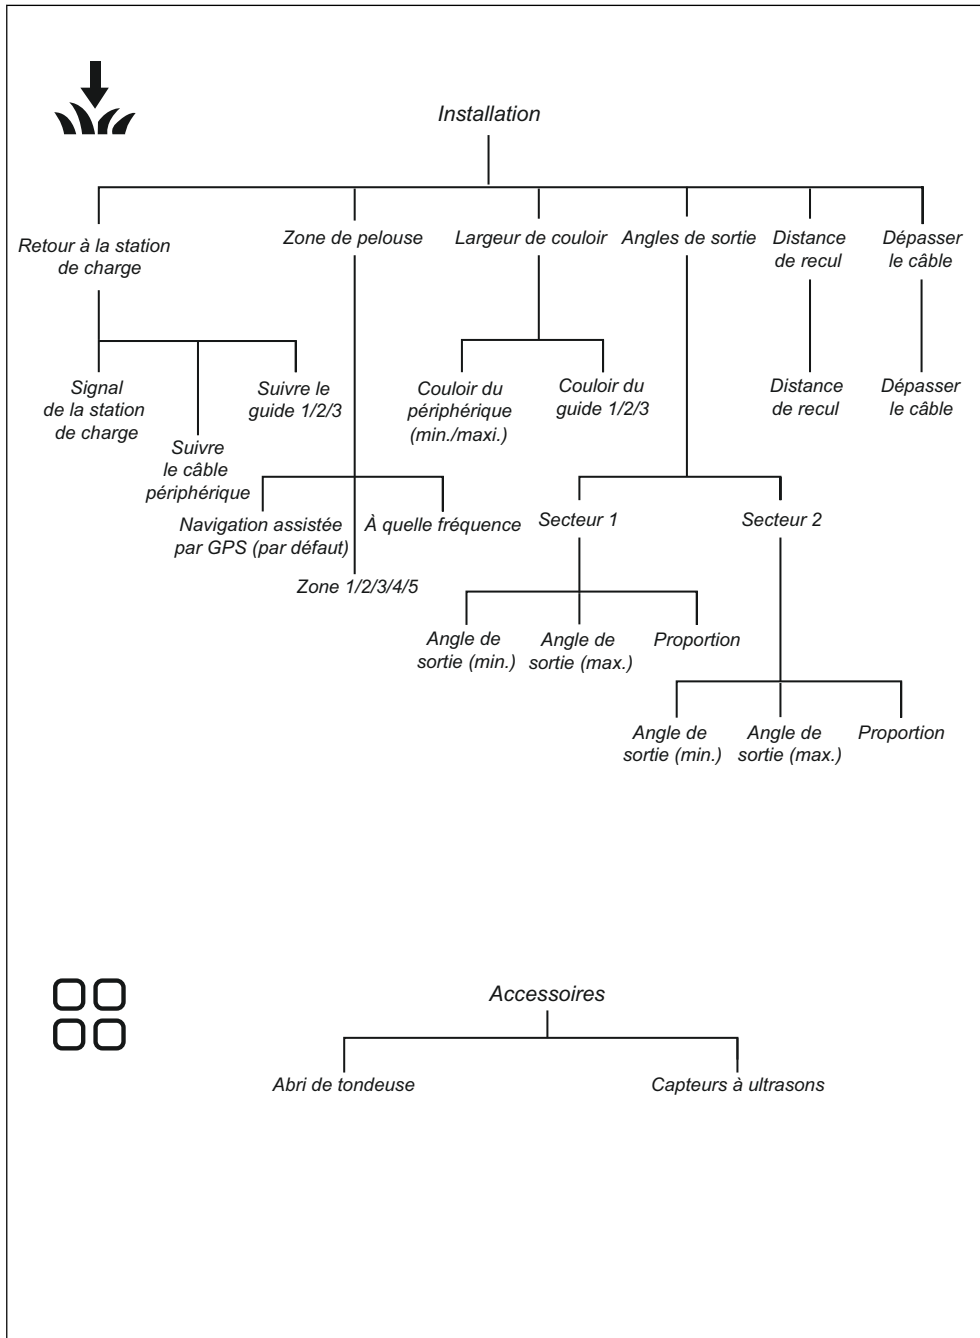 Installation
Retour à la station
de charge
Zone de pelouse
Largeur de couloir
Angles de sortie
Distance
de recul
Dépasser
le câble
Signal
de la station
de charge
Suivre
le câble
périphérique
Suivre le
guide 1/2/3
Couloir du
périphérique
(min./maxi.)
Couloir du
guide 1/2/3
Distance
de recul
Dépasser
le câble
Navigation assistée
par GPS (par défaut)
Zone 1/2/3/4/5
À quelle fréquence
Secteur 1
Secteur 2
Angle de
sortie (min.)
Angle de
sortie (max.)
Proportion
Angle de
sortie (min.)
Angle de
sortie (max.)
Proportion
Accessoires
Abri de tondeuse
Capteurs à ultrasons